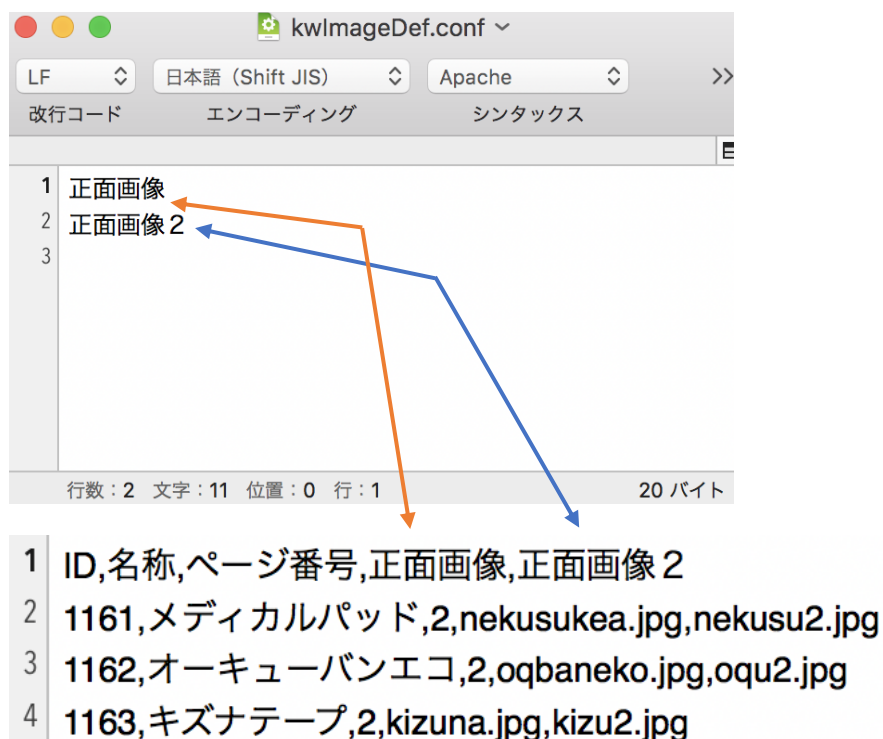 kwImageDef.conf
LF 日本語（Shift JIS） Apache
改行コード エンコーディング シンタックス
1 正面画像
2 正面画像２
3
行数：2 文字：11 位置：0 行：1 20 バイト
1 ID,名称,ページ番号,正面画像,正面画像２
2 1161,メディカルパッド,2,nekusukea.jpg,nekusu2.jpg
3 1162,オーキューバンエコ,2,oqbaneko.jpg,oqu2.jpg
4 1163,キズナテープ,2,kizuna.jpg,kizu2.jpg